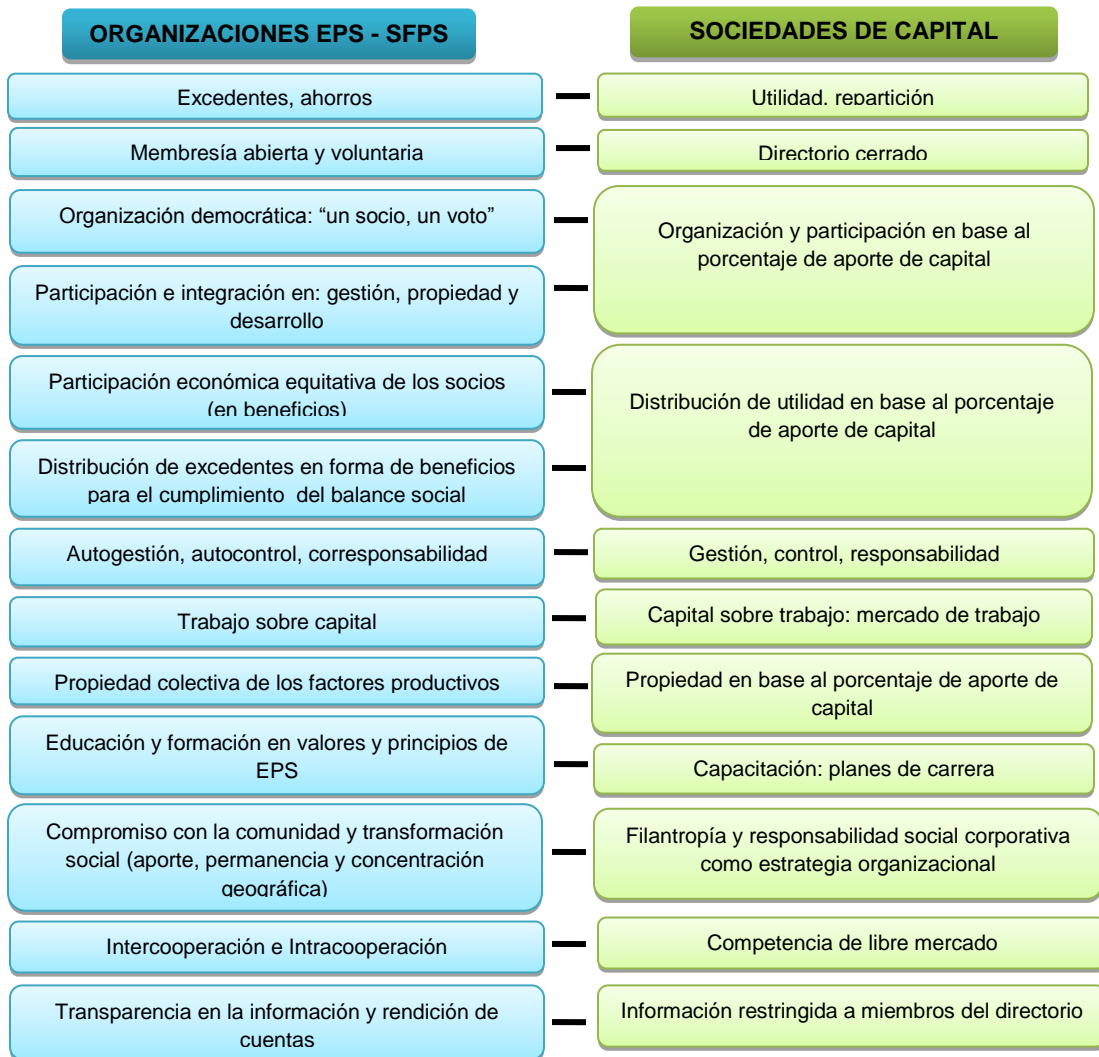 ORGANIZACIONES EPS - SFPS
SOCIEDADES DE CAPITAL
Excedentes, ahorros
Utilidad, repartición
Membresía abierta y voluntaria
Directorio cerrado
Organización democrática: “un socio, un voto”
Organización y participación en base al
porcentaje de aporte de capital
Participación e integración en: gestión, propiedad y
desarrollo
Participación económica equitativa de los socios
(en beneficios)
Distribución de utilidad en base al porcentaje
de aporte de capital
Distribución de excedentes en forma de beneficios
para el cumplimiento del balance social
Autogestión, autocontrol, corresponsabilidad
Gestión, control, responsabilidad
Trabajo sobre capital
Capital sobre trabajo: mercado de trabajo
Propiedad colectiva de los factores productivos
Propiedad en base al porcentaje de aporte de
capital
Educación y formación en valores y principios de
EPS
Capacitación: planes de carrera
Compromiso con la comunidad y transformación
social (aporte, permanencia y concentración
geográfica)
Filantropía y responsabilidad social corporativa
como estrategia organizacional
Intercooperación e Intracooperación
Competencia de libre mercado
Transparencia en la información y rendición de
cuentas
Información restringida a miembros del directorio